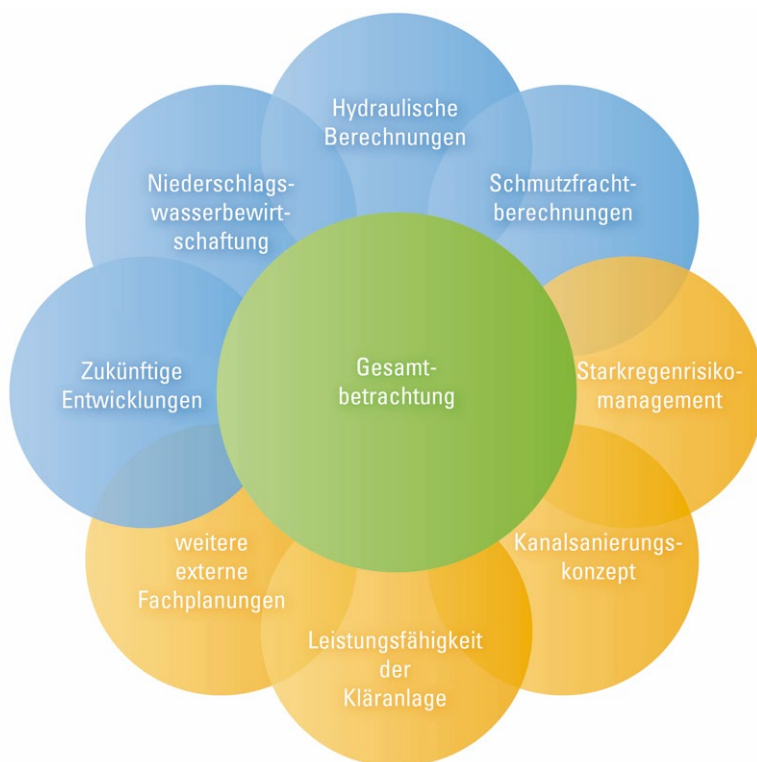 Hydraulische
Berechnungen
Niederschlags-
wasserbewirt-
schaftung
Schmutzfracht-
berechnungen
Zukünftige
Entwicklungen
Gesamt-
betrachtung
Starkregenrisiko-
management
weitere
externe
Fachplanungen
Kanalsanierungs-
konzept
Leistungsfähigkeit
der
Kläranlage